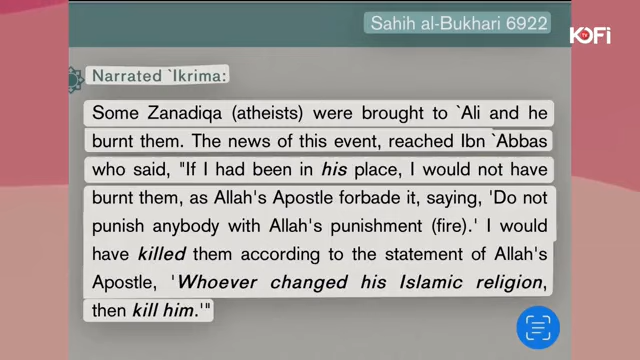 Sahih al-Bukhari 6922
KOFi
TV
Narrated `Ikrima:
Some Zanadiqa (atheists) were brought to `Ali and he
burnt them. The news of this event, reached Ibn `Abbas
who said, "If I had been in his place, I would not have
burnt them, as Allah's Apostle forbade it, saying, 'Do not
punish anybody with Allah's punishment (fire).' I would
have killed them according to the statement of Allah's
Apostle, 'Whoever changed his Islamic religion,
then kill him.'"